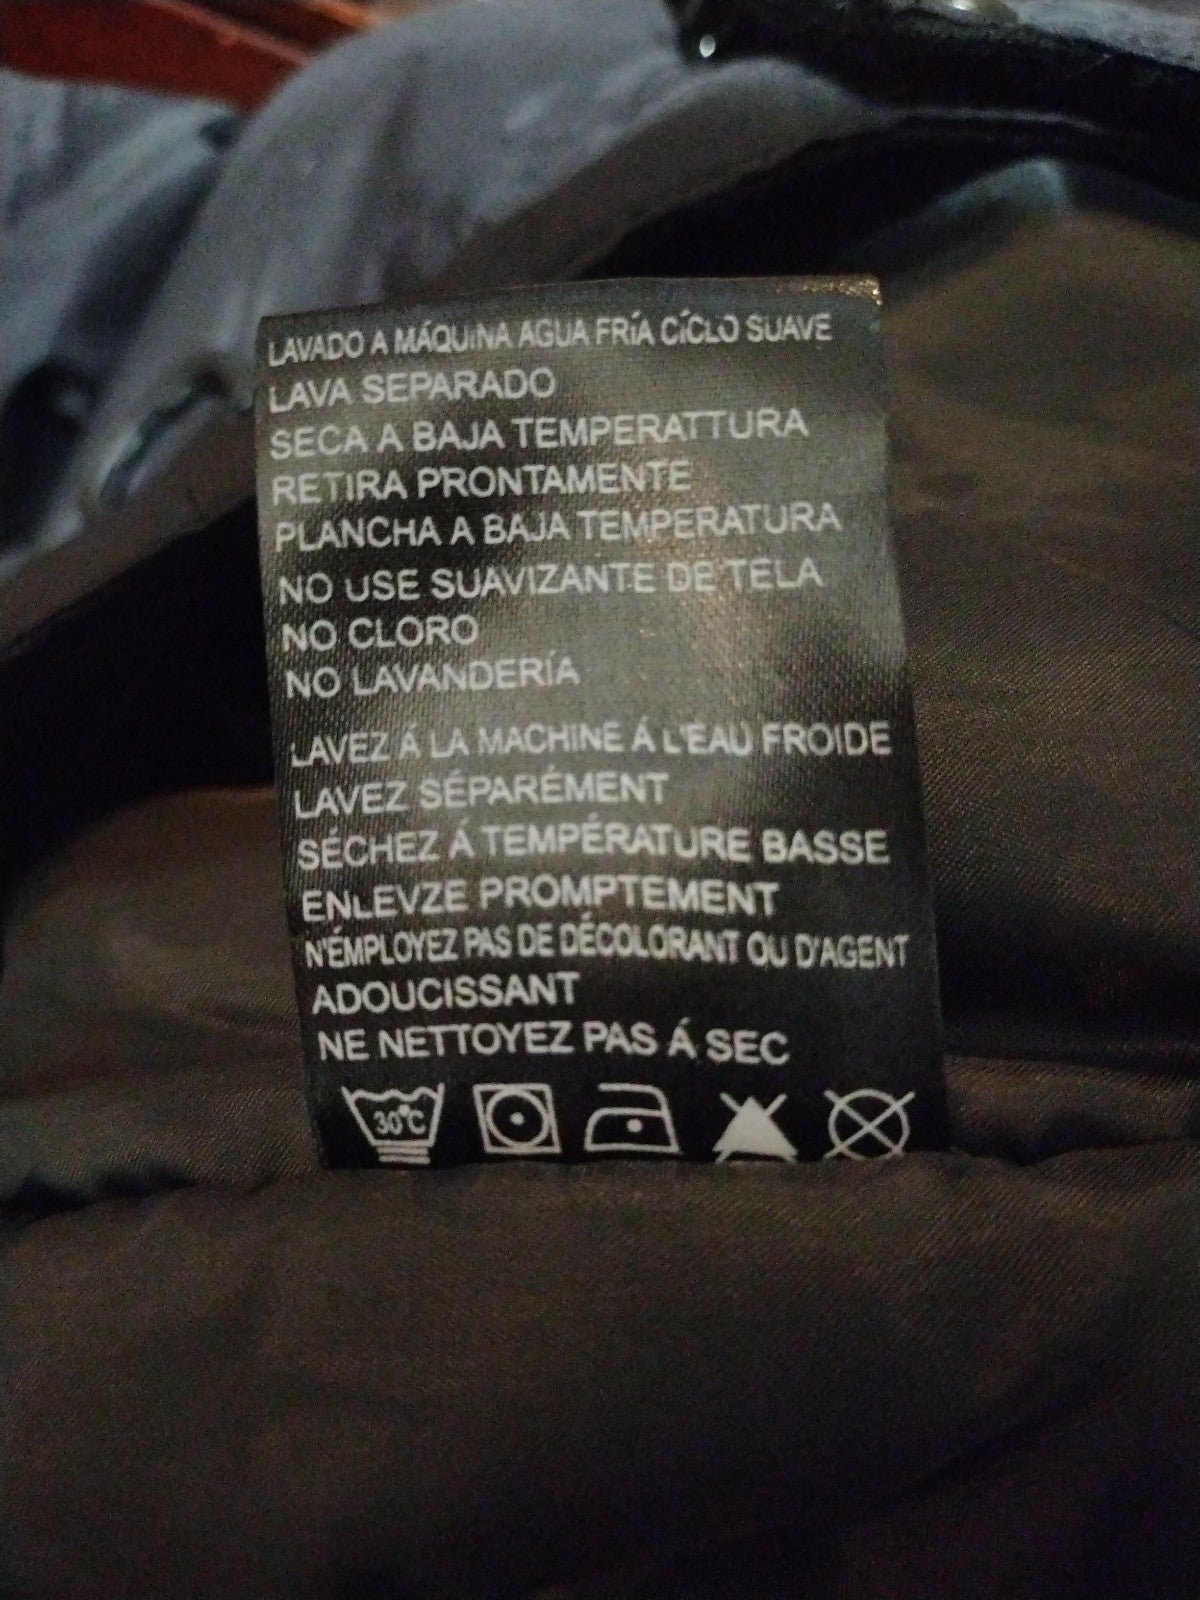 LAVADO A MÁQUINA AGUA FRÍA CÍCLO SUAVE
LAVA SEPARADO
SECA A BAJA TEMPERATTURA
RETIRA PRONTAMENTE
PLANCHA A BAJA TEMPERATURA
NO USE SUAVIZANTE DE TELA
NO CLORO
NO LAVANDERÍA
LAVEZ Á LA MACHINE Á L'EAU FROIDE
LAVEZ SÉPARÉMENT
SÉCHEZ Á TEMPÉRATURE BASSE
ENLEVZE PROMPTEMENT
N'ÉMPLOYEZ PAS DE DÉCOLORANT OU D'AGENT
ADOUCISSANT
NE NETTOYEZ PAS Á SEC
30°C